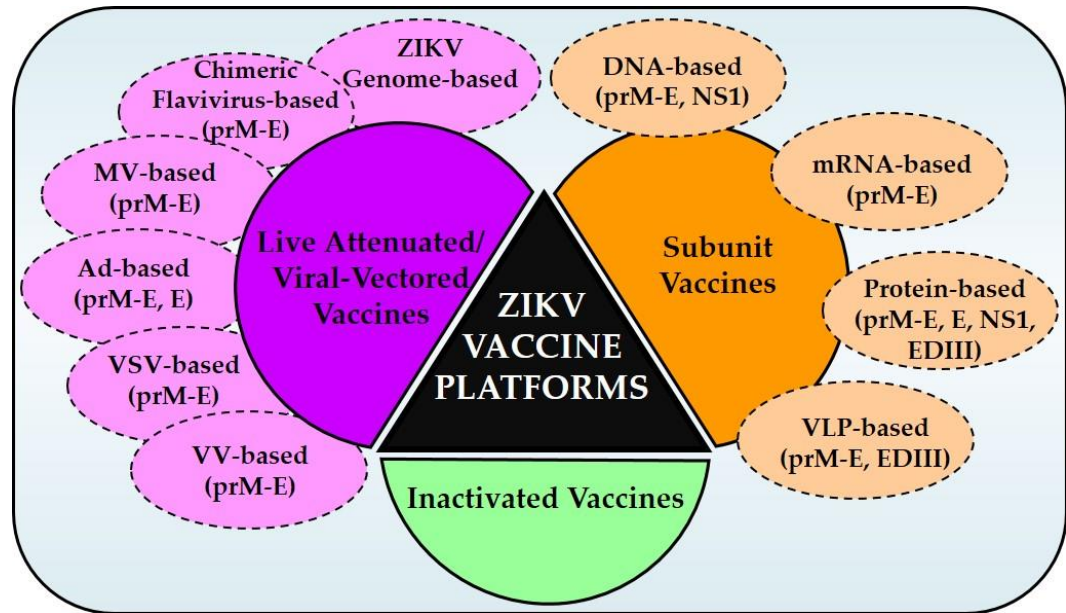 ZIKV
Genome-based
Chimeric
Flavivirus-based
(prM-E)
MV-based
(prM-E)
Ad-based
(prM-E, E)
VSV-based
(prM-E)
VV-based
(prM-E)
Live Attenuated/
Viral-Vectored
Vaccines
ZIKV
VACCINE
PLATFORMS
Subunit
Vaccines
DNA-based
(prM-E, NS1)
mRNA-based
(prM-E)
Protein-based
(prM-E, E, NS1,
EDIII)
VLP-based
(prM-E, EDIII)
Inactivated Vaccines